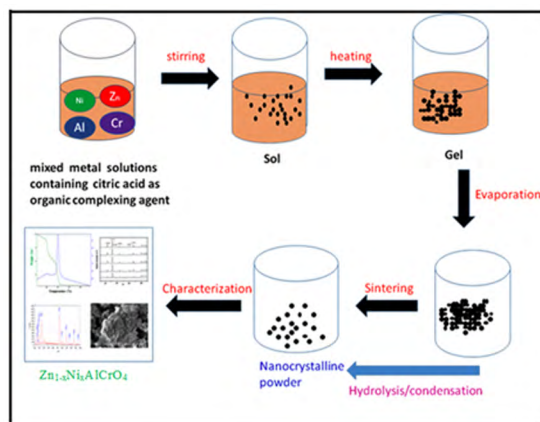 stirring
heating
Ni
Zn
Al
Cr
Sol
Gel
mixed metal solutions
containing citric acid as
organic complexing agent
Evaporation
Characterization
Sintering
Nanocrystalline
powder
Hydrolysis/condensation
Zn1-xNixAlCrO4